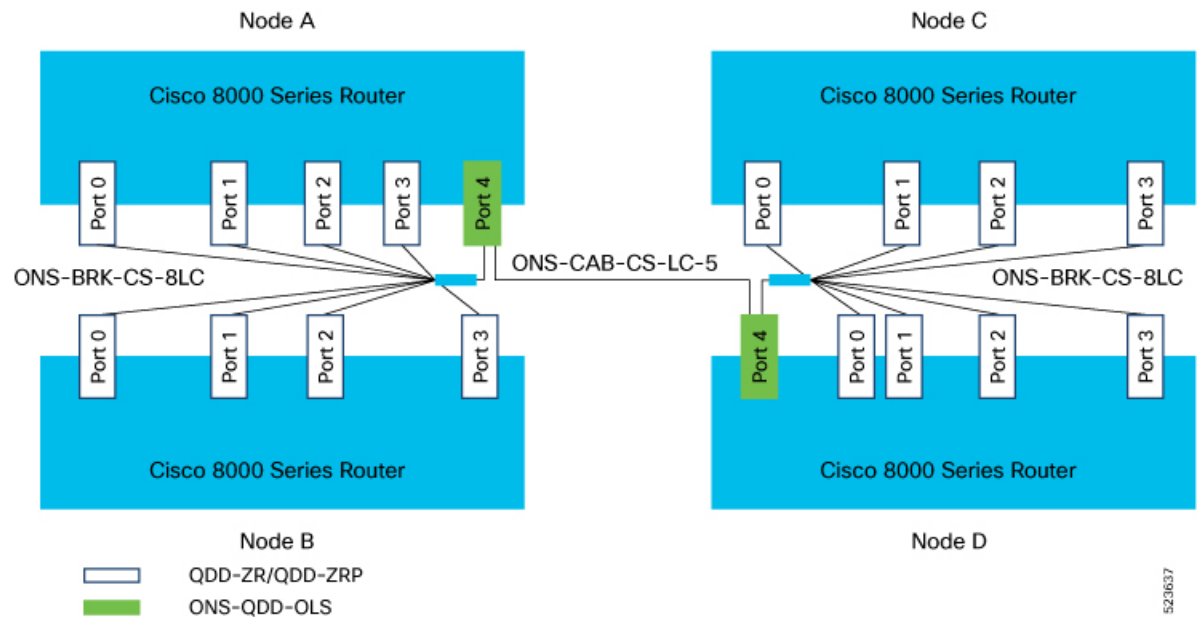 Node A
Node C
Cisco 8000 Series Router
Cisco 8000 Series Router
Port 0
Port 1
Port 2
Port 3
Port 4
Port 0
Port 1
Port 2
Port 3
ONS-BRK-CS-8LC
ONS-CAB-CS-LC-5
ONS-BRK-CS-8LC
Port 0
Port 1
Port 2
Port 3
Port 4
Port 0
Port 1
Port 2
Port 3
Cisco 8000 Series Router
Cisco 8000 Series Router
Node B
Node D
QDD-ZR/QDD-ZRP
ONS-QDD-OLS
523637